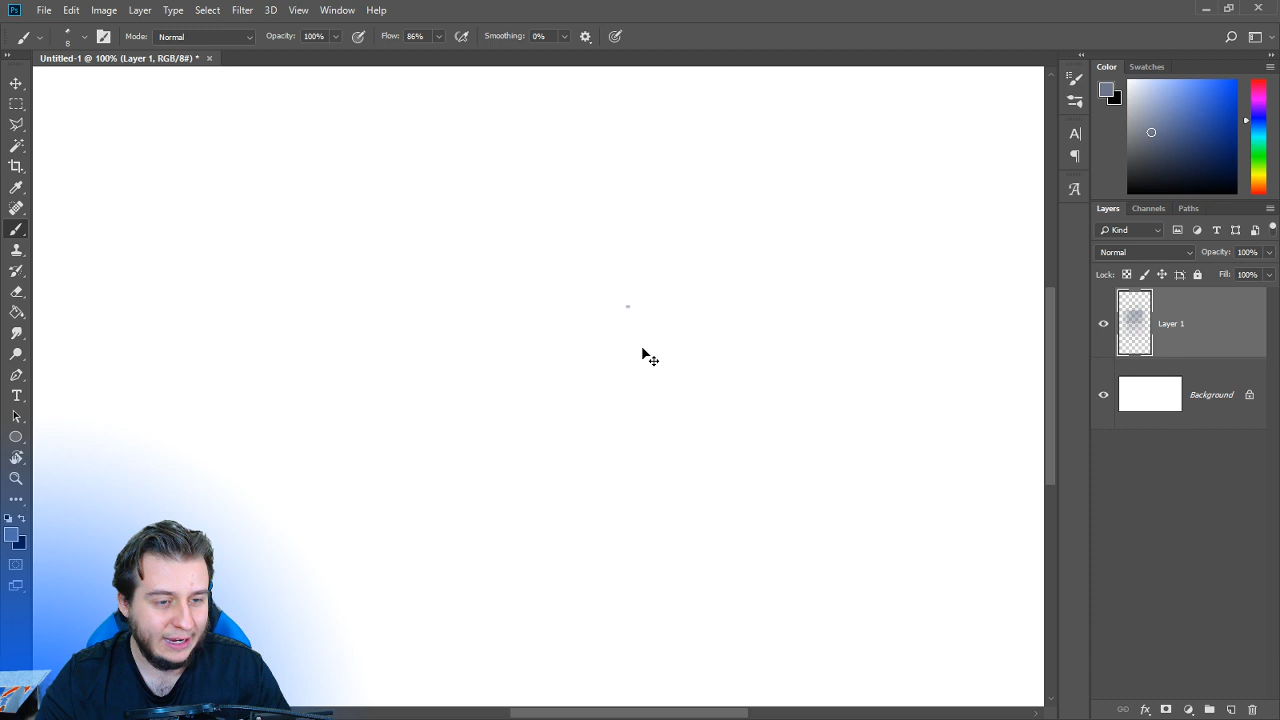 Ps File Edit Image Layer Type Select Filter 3D View Window Help
8 Mode: Normal Opacity: 100% Flow: 86% Smoothing: 0%
Untitled-1 @ 100% (Layer 1, RGB/8#) * ×
Color Swatches
Layers Channels Paths
Kind
Normal Opacity: 100%
Lock: Fill: 100%
Layer 1
Background